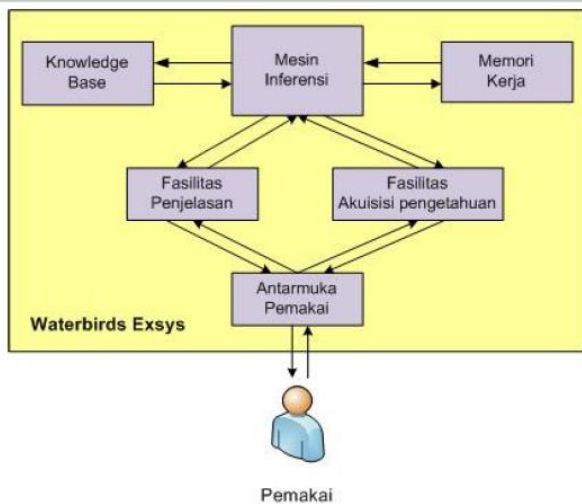 Knowledge
Base
Mesin
Inferensi
Memori
Kerja
Fasilitas
Penjelasan
Fasilitas
Akuisisi pengetahuan
Antarmuka
Pemakai
Waterbirds Exsys
Pemakai